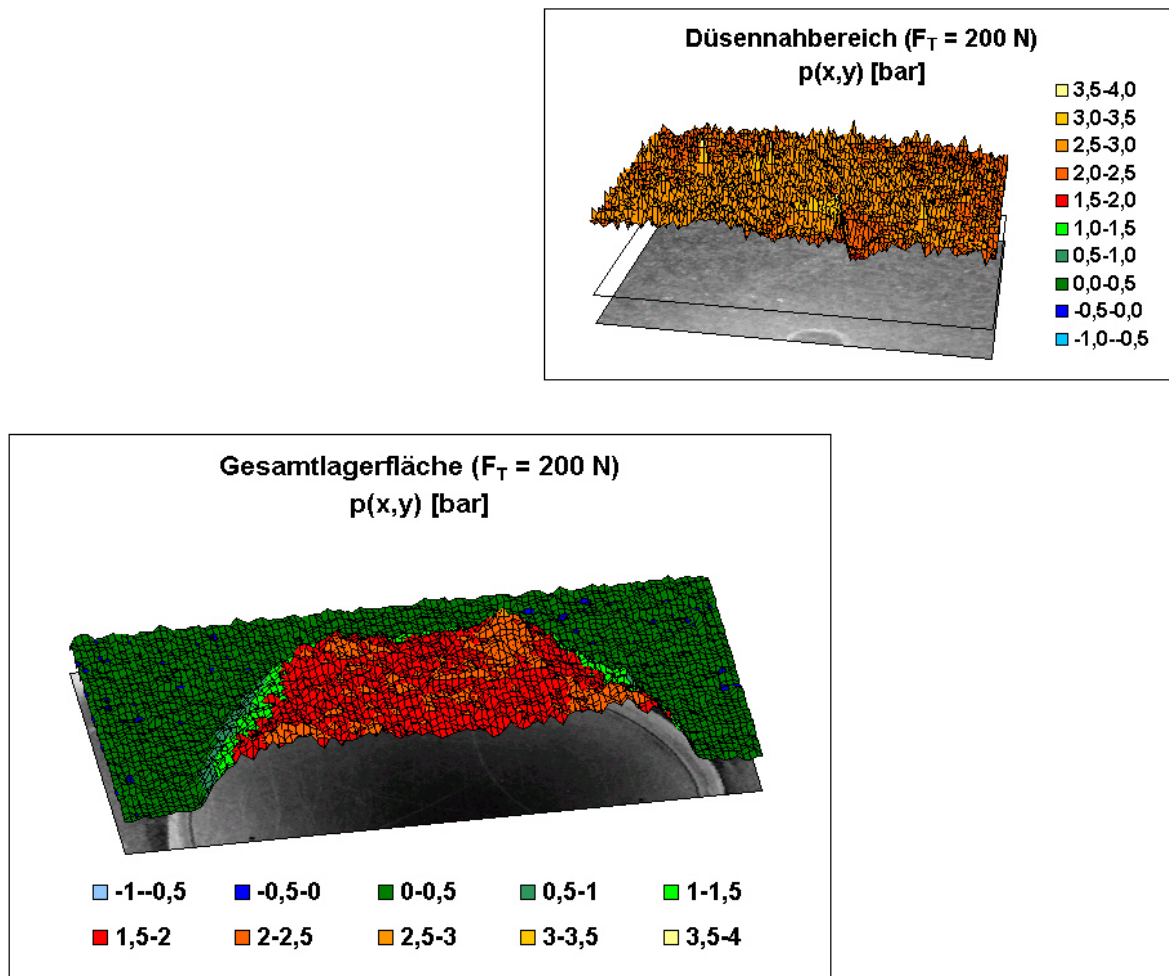 Düsennahbereich (FT = 200 N)
p(x,y) [bar]
3,5-4,0
3,0-3,5
2,5-3,0
2,0-2,5
1,5-2,0
1,0-1,5
0,5-1,0
0,0-0,5
-0,5-0,0
-1,0--0,5
Gesamtlagerfläche (FT = 200 N)
p(x,y) [bar]
-1--0,5 -0,5-0 0-0,5 0,5-1 1-1,5
1,5-2 2-2,5 2,5-3 3-3,5 3,5-4